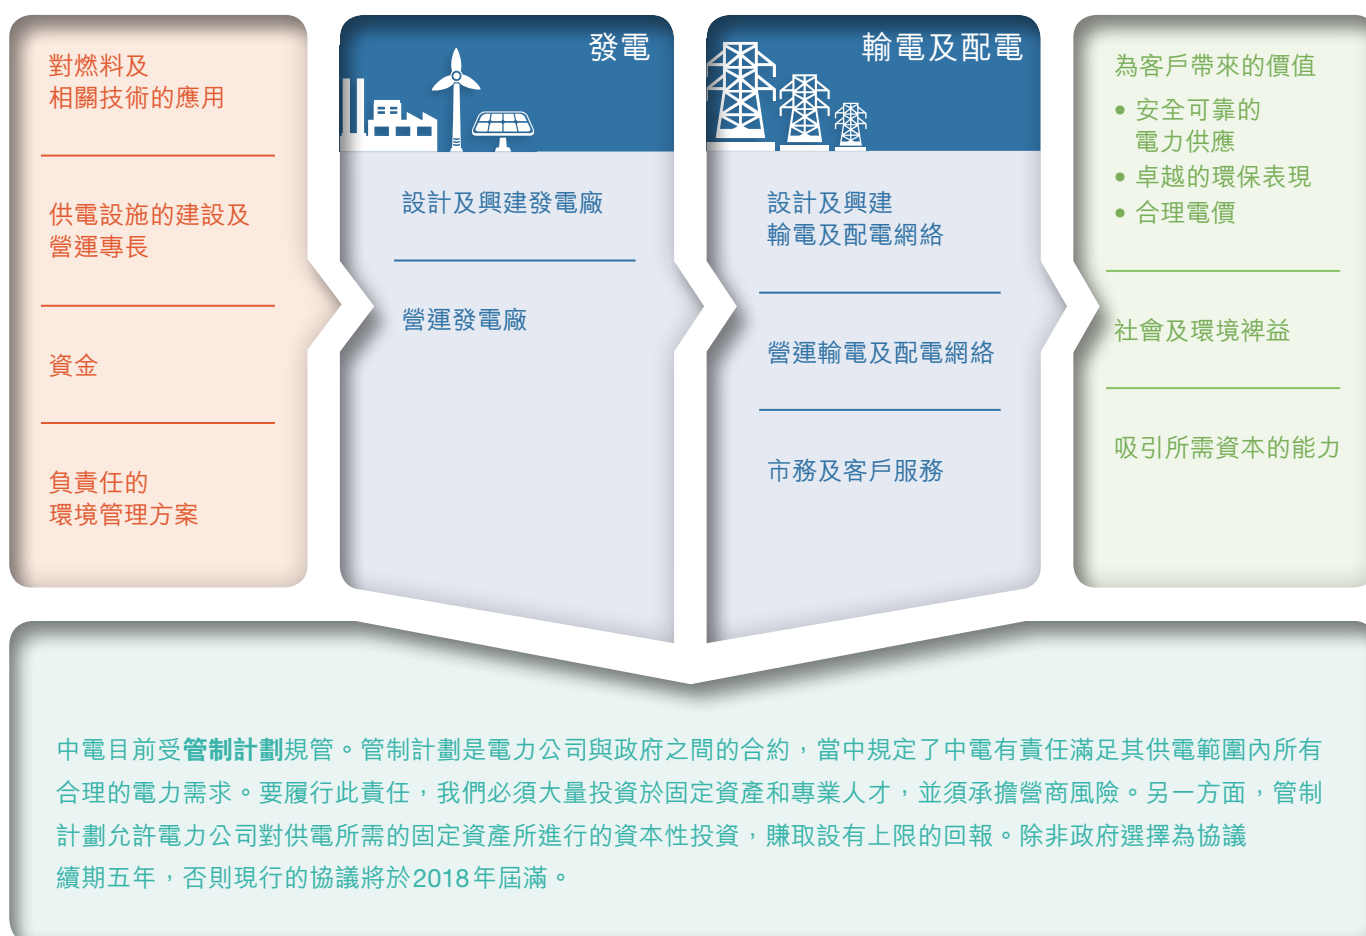 對燃料及
相關技術的應用
供電設施的建設及
營運專長
資金
負責任的
環境管理方案
發電
設計及興建發電廠
營運發電廠
輸電及配電
設計及興建
輸電及配電網絡
營運輸電及配電網絡
市務及客戶服務
為客戶帶來的價值
• 安全可靠的
電力供應
• 卓越的環保表現
• 合理電價
社會及環境裨益
吸引所需資本的能力
中電目前受管制計劃規管。管制計劃是電力公司與政府之間的合約，當中規定了中電有責任滿足其供電範圍內所有
合理的電力需求。要履行此責任，我們必須大量投資於固定資產和專業人才，並須承擔營商風險。另一方面，管制
計劃允許電力公司對供電所需的固定資產所進行的資本性投資，賺取設有上限的回報。除非政府選擇為協議
續期五年，否則現行的協議將於2018年屆滿。